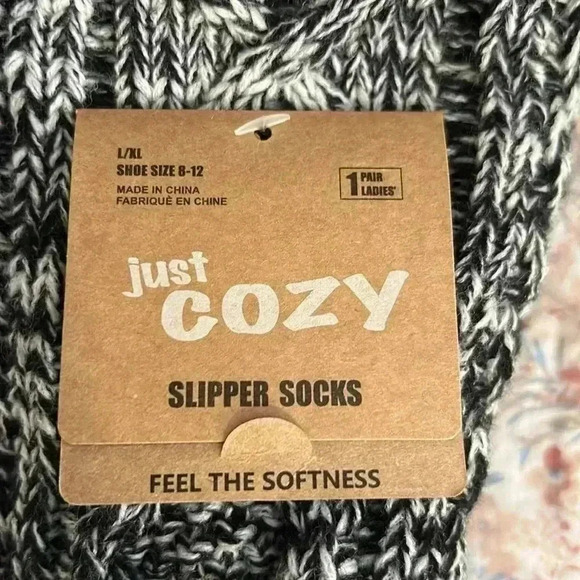 L/XL
SHOE SIZE 8-12
MADE IN CHINA
FABRIQUÈ EN CHINE
1 PAIR LADIES'
just
COZY
SLIPPER SOCKS
FEEL THE SOFTNESS